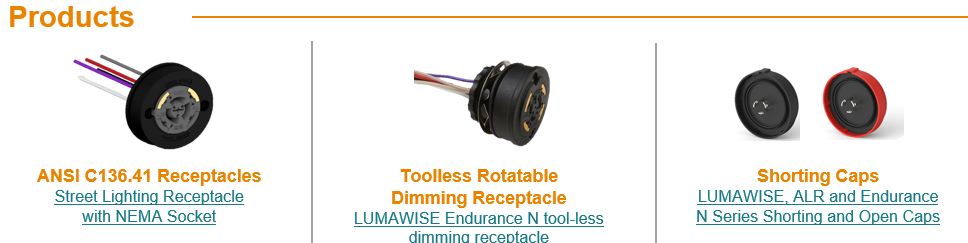 Products
ANSI C136.41 Receptacles
Street Lighting Receptacle
with NEMA Socket
Toolless Rotatable
Dimming Receptacle
LUMAWISE Endurance N tool-less
dimming receptacle
Shorting Caps
LUMAWISE, ALR and Endurance
N Series Shorting and Open Caps